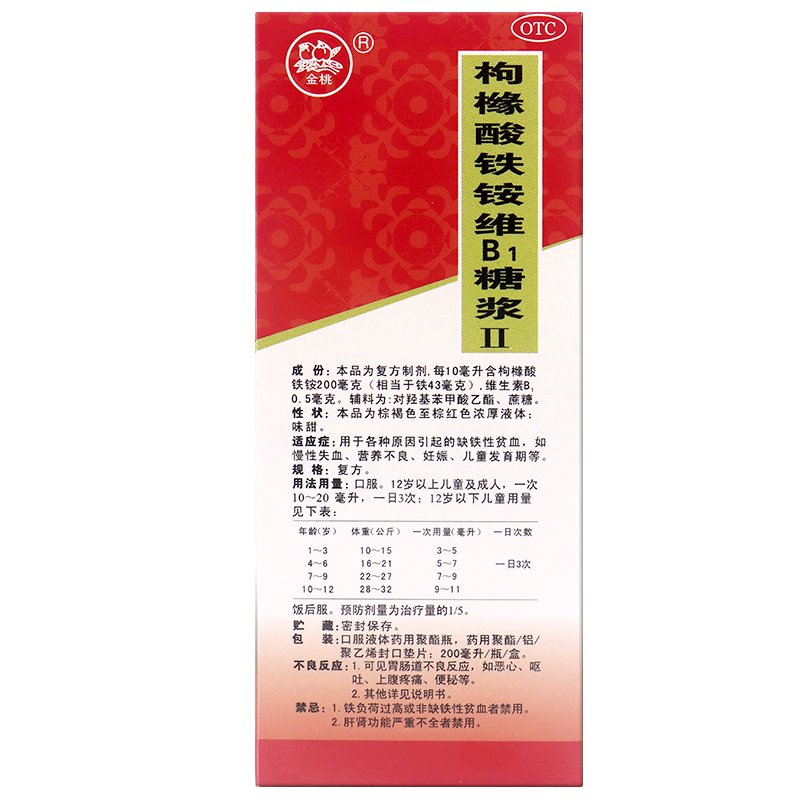 金桃
®
OTC
枸橼酸铁铵维B1糖浆II
成 份:本品为复方制剂,每10毫升含枸橼酸
铁铵200毫克(相当于铁43毫克),维生素B1
0.5毫克。辅料为:对羟基苯甲酸乙酯、蔗糖。
性 状:本品为棕褐色至棕红色浓厚液体;
味甜。
适应症:用于各种原因引起的缺铁性贫血,如
慢性失血、营养不良、妊娠、儿童发育期等。
规 格:复方。
用法用量:口服。12岁以上儿童及成人,一次
10~20 毫升,一日3次;12岁以下儿童用量
见下表:
年龄(岁) 体重(公斤) 一次用量(毫升) 一日次数
1~3 10~15 3~5
4~6 16~21 5~7 一日3次
7~9 22~27 7~9
10~12 28~32 9~11
饭后服。预防剂量为治疗量的1/5。
贮 藏:密封保存。
包 装:口服液体药用聚酯瓶,药用聚酯/铝/
聚乙烯封口垫片;200毫升/瓶/盒。
不良反应:1.可见胃肠道不良反应,如恶心、呕
吐、上腹疼痛、便秘等。
2.其他详见说明书。
禁忌:1.铁负荷过高或非缺铁性贫血者禁用。
2.肝肾功能严重不全者禁用。